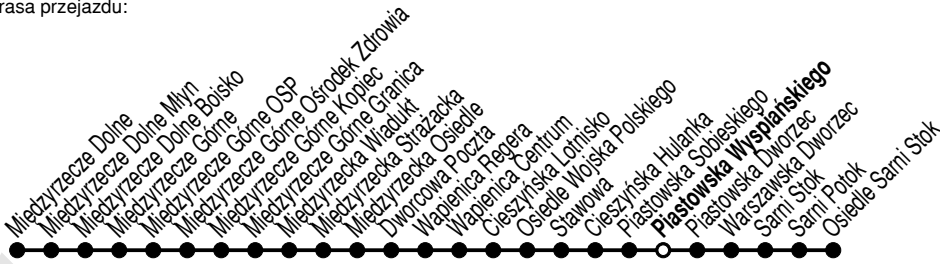 rasa przejazdu:
Międzyrzecze Dolne
Międzyrzecze Dolne Młyn
Międzyrzecze Dolne Boisko
Międzyrzecze Górne
Międzyrzecze Górne OSP
Międzyrzecze Górne Ośrodek Zdrowia
Międzyrzecze Górne Kopiec
Międzyrzecze Górne Granica
Międzyrzecka Wiadukt
Międzyrzecka Strażacka
Międzyrzecka Osiedle
Dworcowa Poczta
Wapienica Regera
Wapienica Centrum
Cieszyńska Lotnisko
Osiedle Wojska Polskiego
Stawowa
Cieszyńska Hulanka
Piastowska Sobieskiego
Piastowska Wyspiańskiego
Piastowska Dworzec
Warszawska Dworzec
Sarni Stok
Sarni Potok
Osiedle Sarni Stok